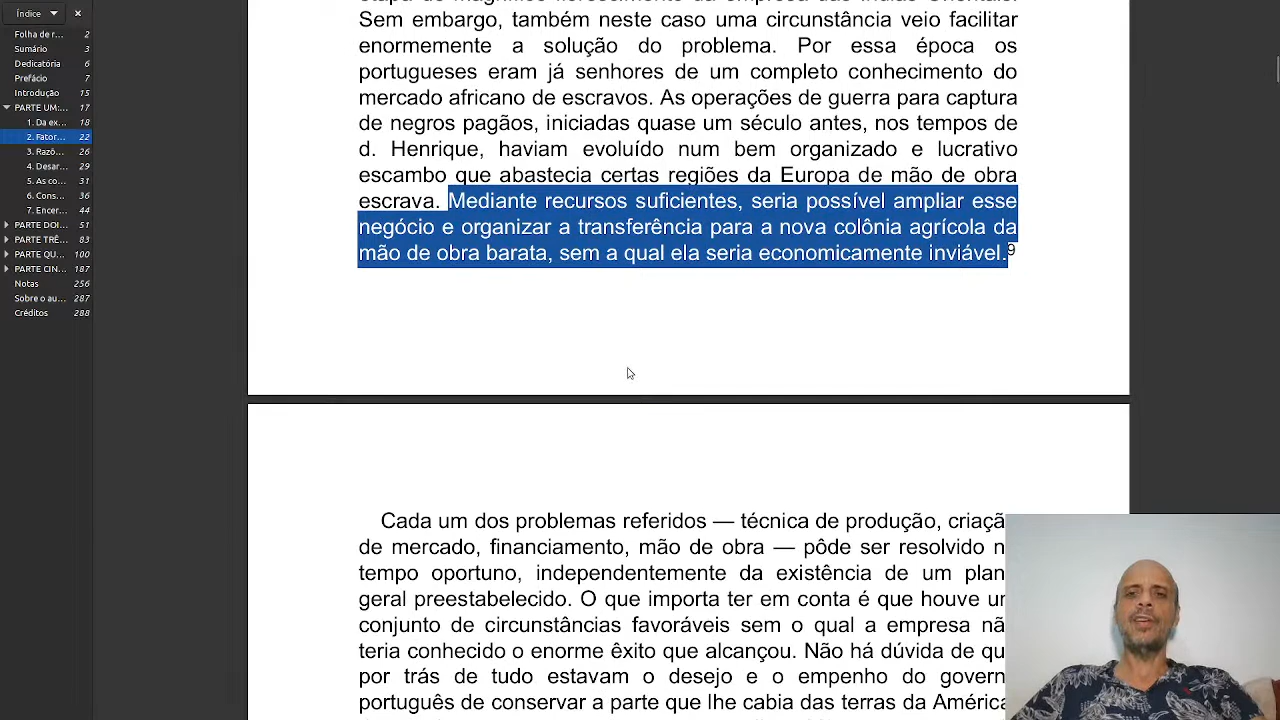 Índice
Folha de r... 2
Sumário 3
Dedicatória 6
Prefácio 7
Introdução 15
PARTE UM:... 17
1. Da ex... 18
2. Fator... 22
3. Razõ... 26
4. Desar... 29
5. As co... 31
6. Cons... 36
7. Encer... 44
PARTE DOI... 51
PARTE TRÊ... 83
PARTE QU... 100
PARTE CIN... 187
Notas 256
Sobre o au... 287
Créditos 288
Sem embargo, também neste caso uma circunstância veio facilitar
enormemente a solução do problema. Por essa época os
portugueses eram já senhores de um completo conhecimento do
mercado africano de escravos. As operações de guerra para captura
de negros pagãos, iniciadas quase um século antes, nos tempos de
d. Henrique, haviam evoluído num bem organizado e lucrativo
escambo que abastecia certas regiões da Europa de mão de obra
escrava. Mediante recursos suficientes, seria possível ampliar esse
negócio e organizar a transferência para a nova colônia agrícola da
mão de obra barata, sem a qual ela seria economicamente inviável.9
Cada um dos problemas referidos — técnica de produção, criaçã
de mercado, financiamento, mão de obra — pôde ser resolvido n
tempo oportuno, independentemente da existência de um plan
geral preestabelecido. O que importa ter em conta é que houve u
conjunto de circunstâncias favoráveis sem o qual a empresa nã
teria conhecido o enorme êxito que alcançou. Não há dúvida de qu
por trás de tudo estavam o desejo e o empenho do govern
português de conservar a parte que lhe cabia das terras da América